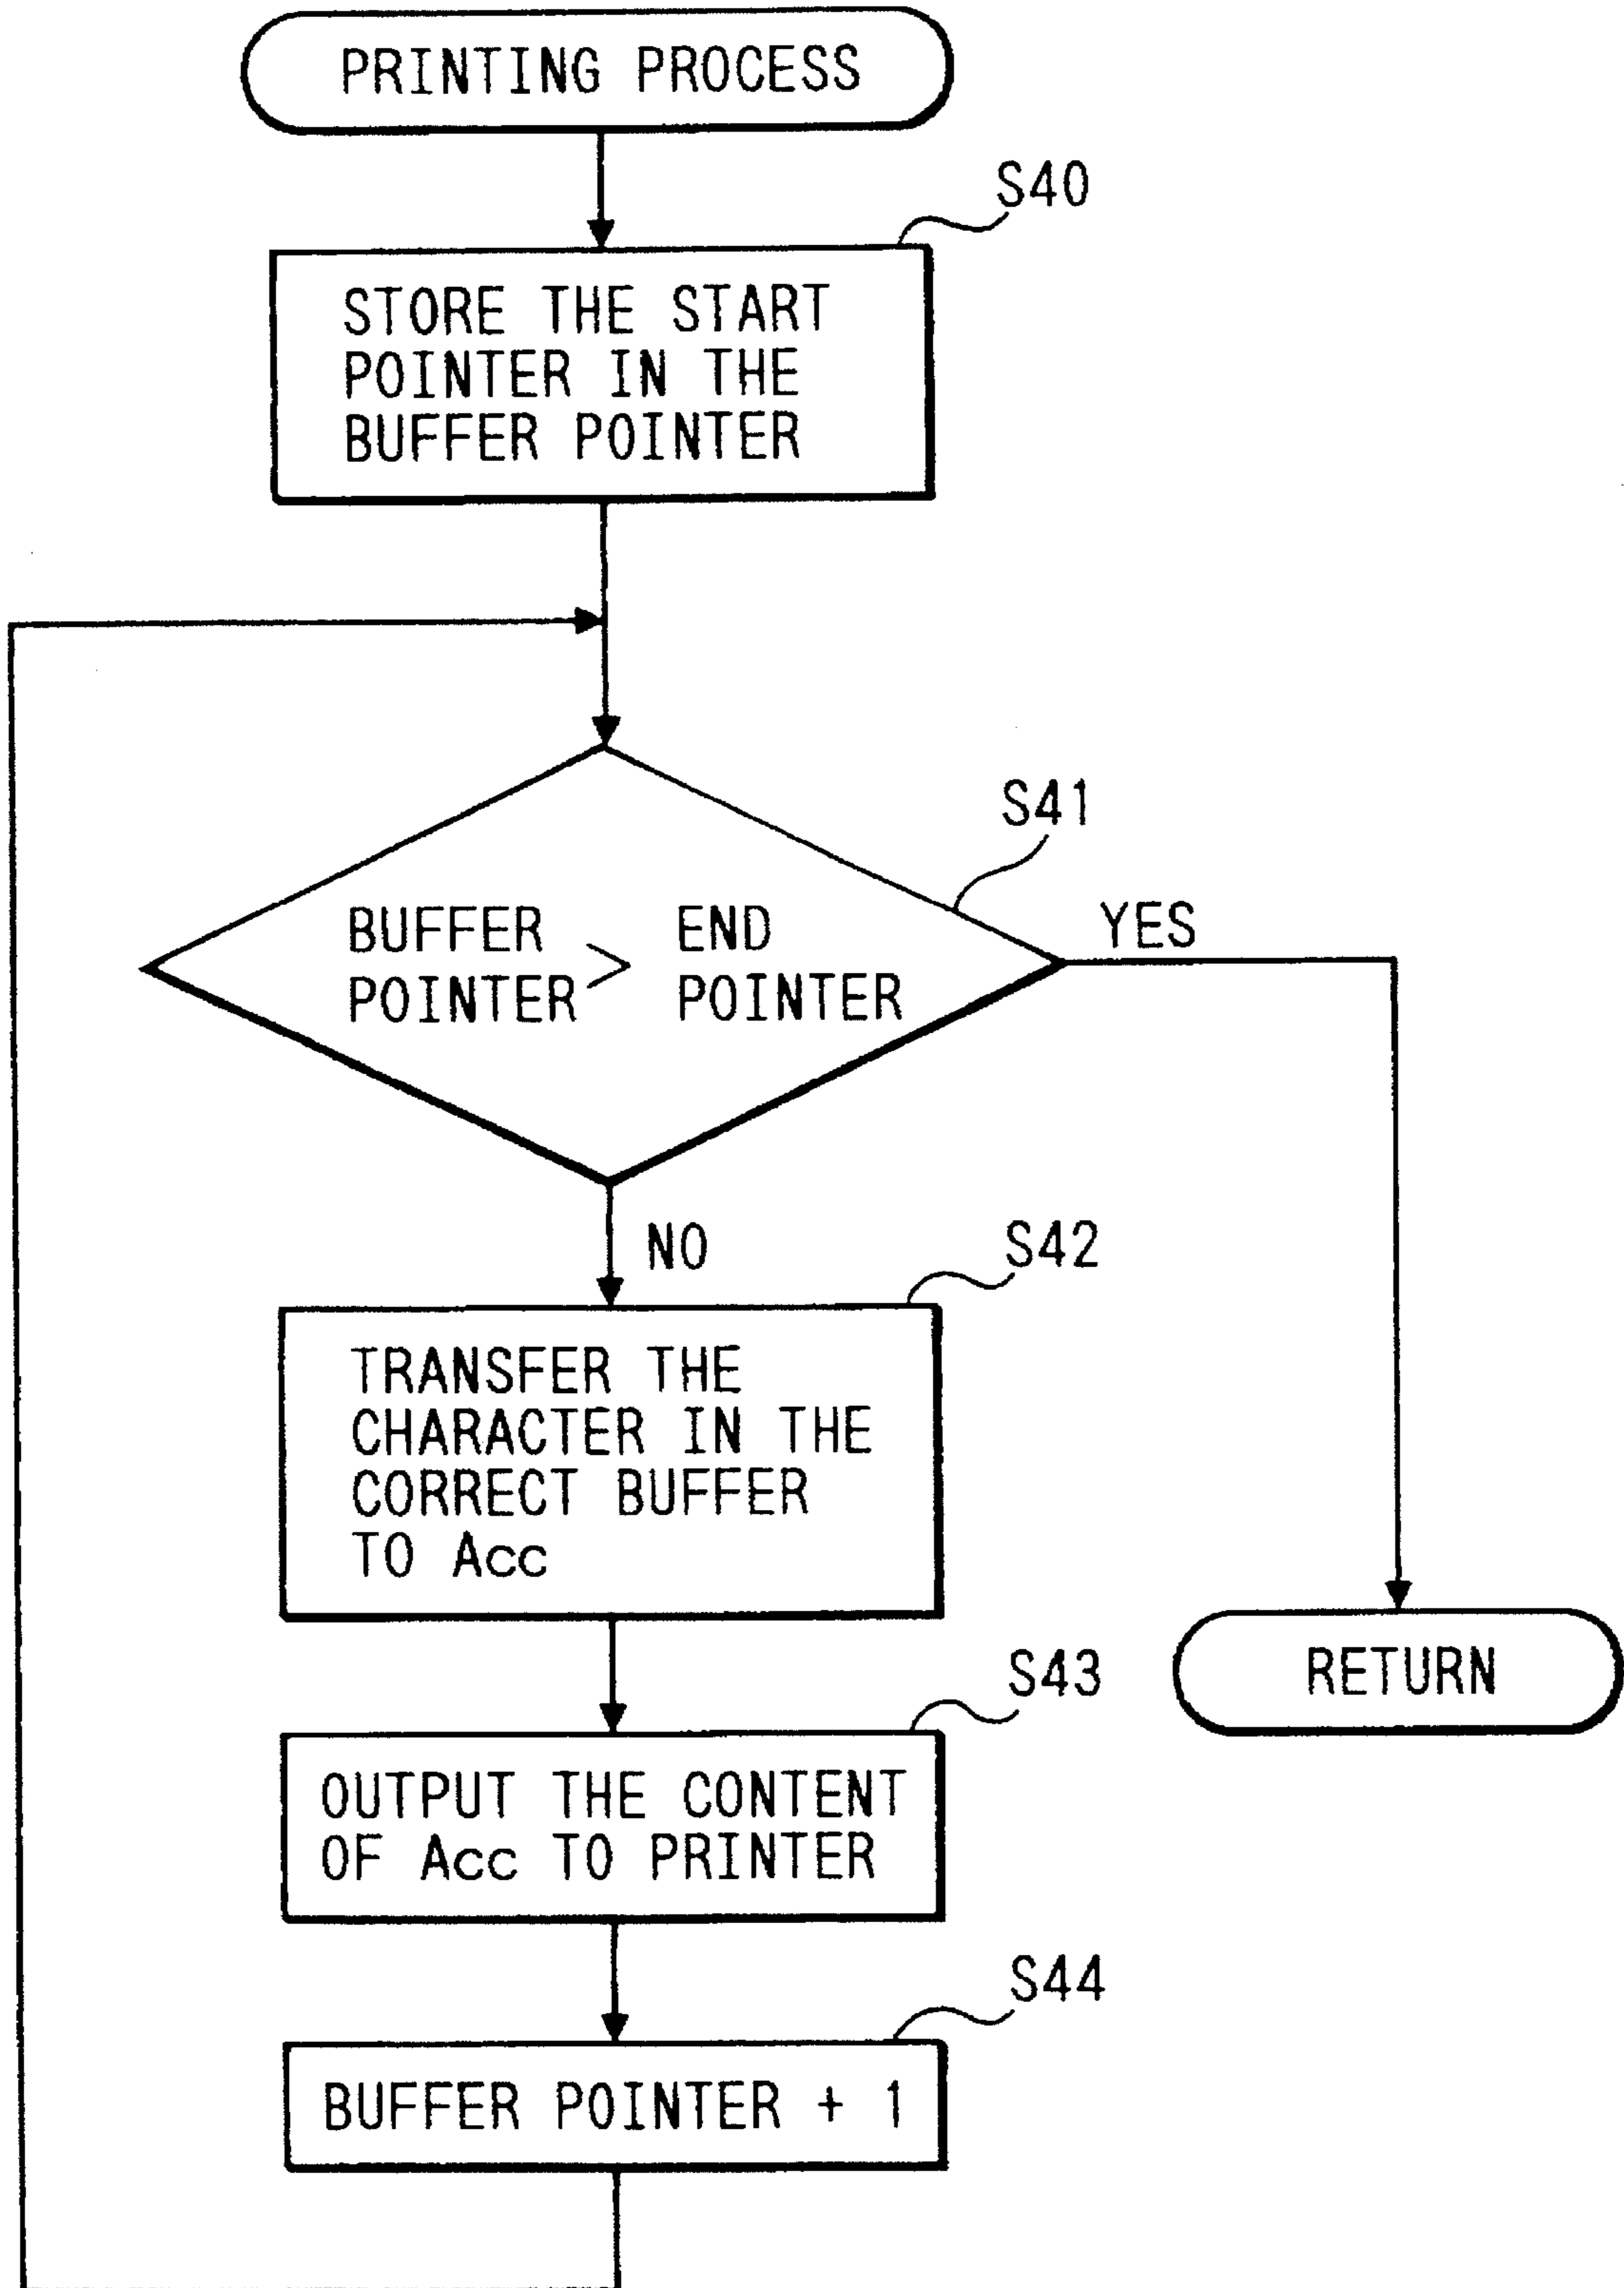 PRINTING PROCESS
S40
STORE THE START
POINTER IN THE
BUFFER POINTER
S41
BUFFER > END
POINTER POINTER
YES
NO
S42
TRANSFER THE
CHARACTER IN THE
CORRECT BUFFER
TO Acc
S43
RETURN
OUTPUT THE CONTENT
OF Acc TO PRINTER
S44
BUFFER POINTER + 1